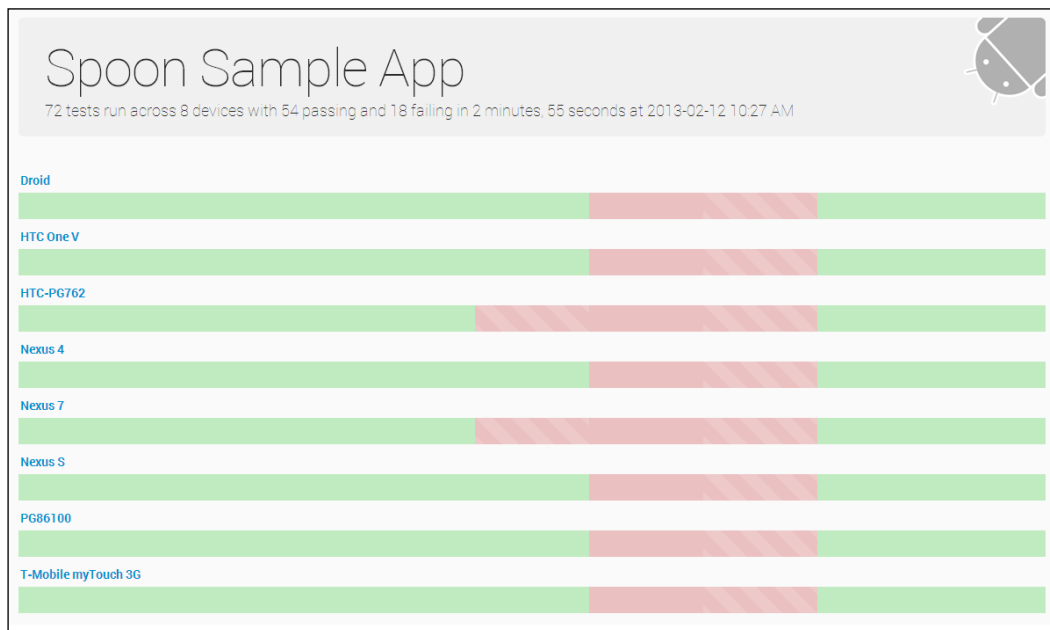 Spoon Sample App
72 tests run across 8 devices with 54 passing and 18 failing in 2 minutes, 55 seconds at 2013-02-12 10:27 AM
Droid
HTC One V
HTC-PG762
Nexus 4
Nexus 7
Nexus S
PG86100
T-Mobile myTouch 3G